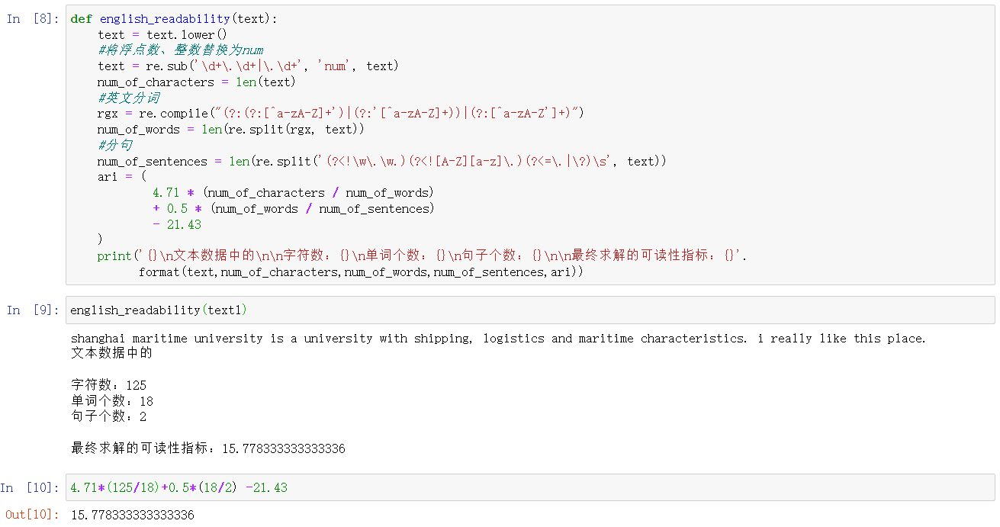 In [8]: def english_readability(text):
text = text.lower()
#将浮点数、整数替换为num
text = re.sub('\d+\.\d+|\.\d+', 'num', text)
num_of_characters = len(text)
#英文分词
rgx = re.compile("(?:(?:[^a-zA-Z]+')|(?:'[^a-zA-Z]+))|(?:[^a-zA-Z']+)")
num_of_words = len(re.split(rgx, text))
#分句
num_of_sentences = len(re.split('(?<!\w\.\w.)(?<![A-Z][a-z]\.)(?<=\.|\?)\s', text))
ari = (
4.71 * (num_of_characters / num_of_words)
+ 0.5 * (num_of_words / num_of_sentences)
- 21.43
)
print('{}\n文本数据中的\n\n字符数：{}\n单词个数：{}\n句子个数：{}\n\n最终求解的可读性指标：{}'.
format(text,num_of_characters,num_of_words,num_of_sentences,ari))
In [9]: english_readability(text1)
shanghai maritime university is a university with shipping, logistics and maritime characteristics. i really like this place.
文本数据中的
字符数：125
单词个数：18
句子个数：2
最终求解的可读性指标：15.778333333333336
In [10]: 4.71*(125/18)+0.5*(18/2) -21.43
Out[10]: 15.778333333333336